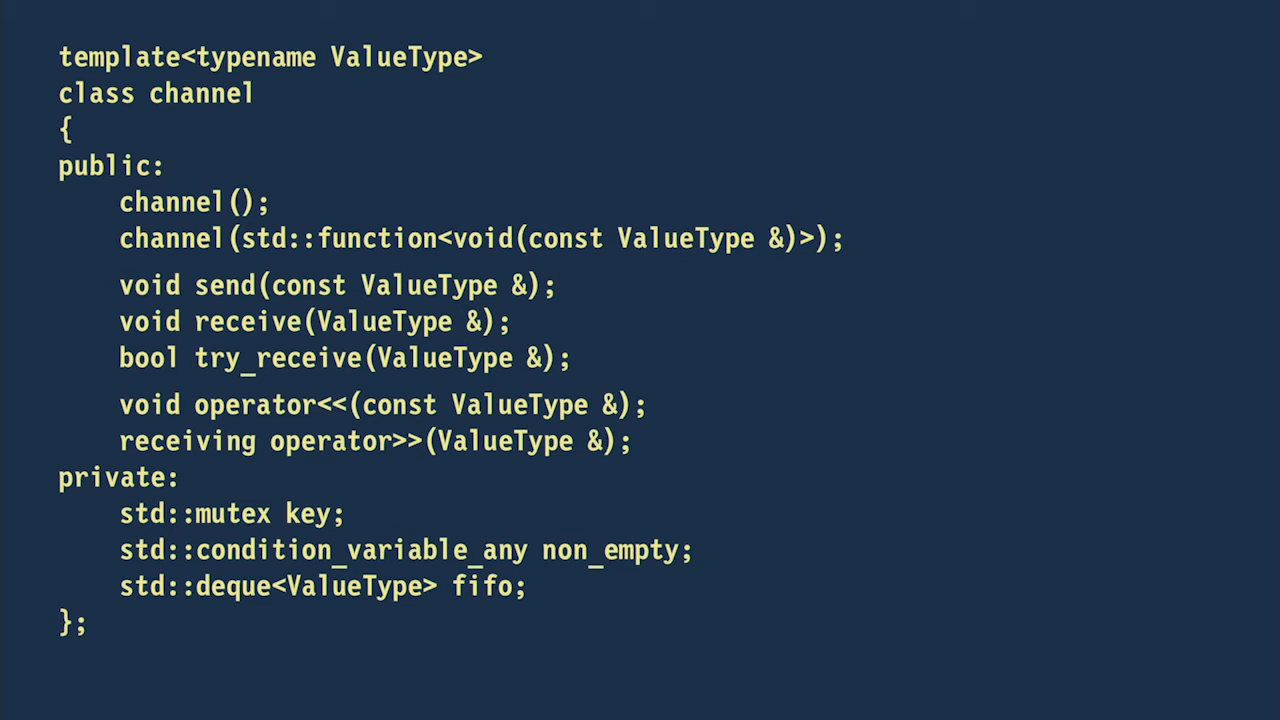 template<typename ValueType>
class channel
{
public:
    channel();
    channel(std::function<void(const ValueType &)>);
    void send(const ValueType &);
    void receive(ValueType &);
    bool try_receive(ValueType &);
    void operator<<(const ValueType &);
    receiving operator>>(ValueType &);
private:
    std::mutex key;
    std::condition_variable_any non_empty;
    std::deque<ValueType> fifo;
};